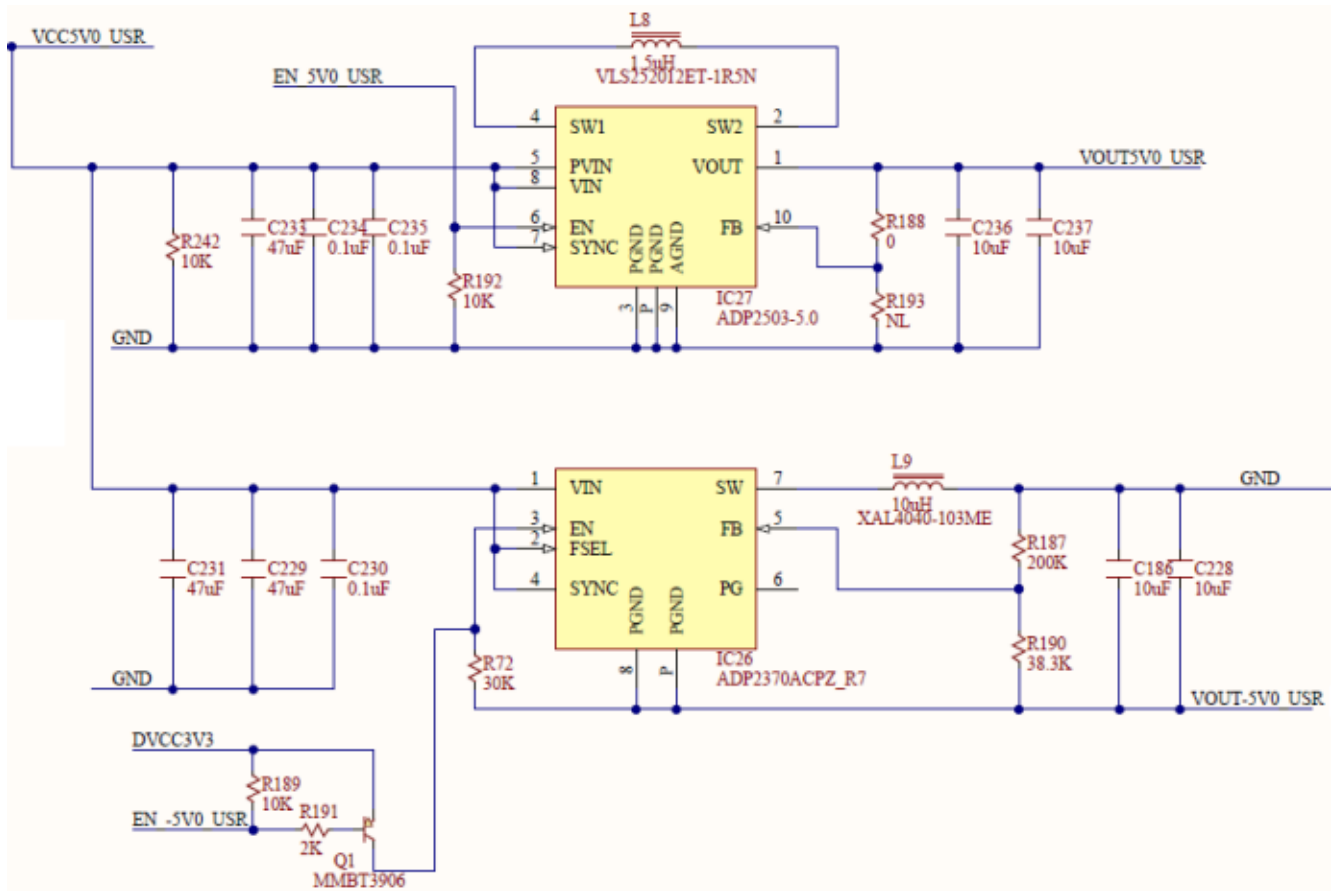 L8
VCC5V0_USR
1.5uH
EN_5V0_USR
VLS252012ET-1R5N
4 SW1 SW2 2
5 PVIN VOUT 1 VOUT5V0_USR
8 VIN
R188
0
C233
47uF
C234
0.1uF
C235
0.1uF
6 EN FB 10
C236
10uF
C237
10uF
R242
10K
7 SYNC
PGND
PGND
AGND
R192
10K
3 P 9
IC27
ADP2503-5.0
R193
NL
GND
L9
1 VIN SW 7
GND
10uH
XAL4040-103ME
3 EN FB 5
2 FSEL
R187
200K
C231
47uF
C229
47uF
C230
0.1uF
4 SYNC PG 6
C186
10uF
C228
10uF
PGND
PGND
R72
30K
8 P
IC26
ADP2370ACPZ_R7
R190
38.3K
GND
VOUT-5V0_USR
DVCC3V3
R189
10K
R191
EN_-5V0_USR
2K
Q1
MMBT3906